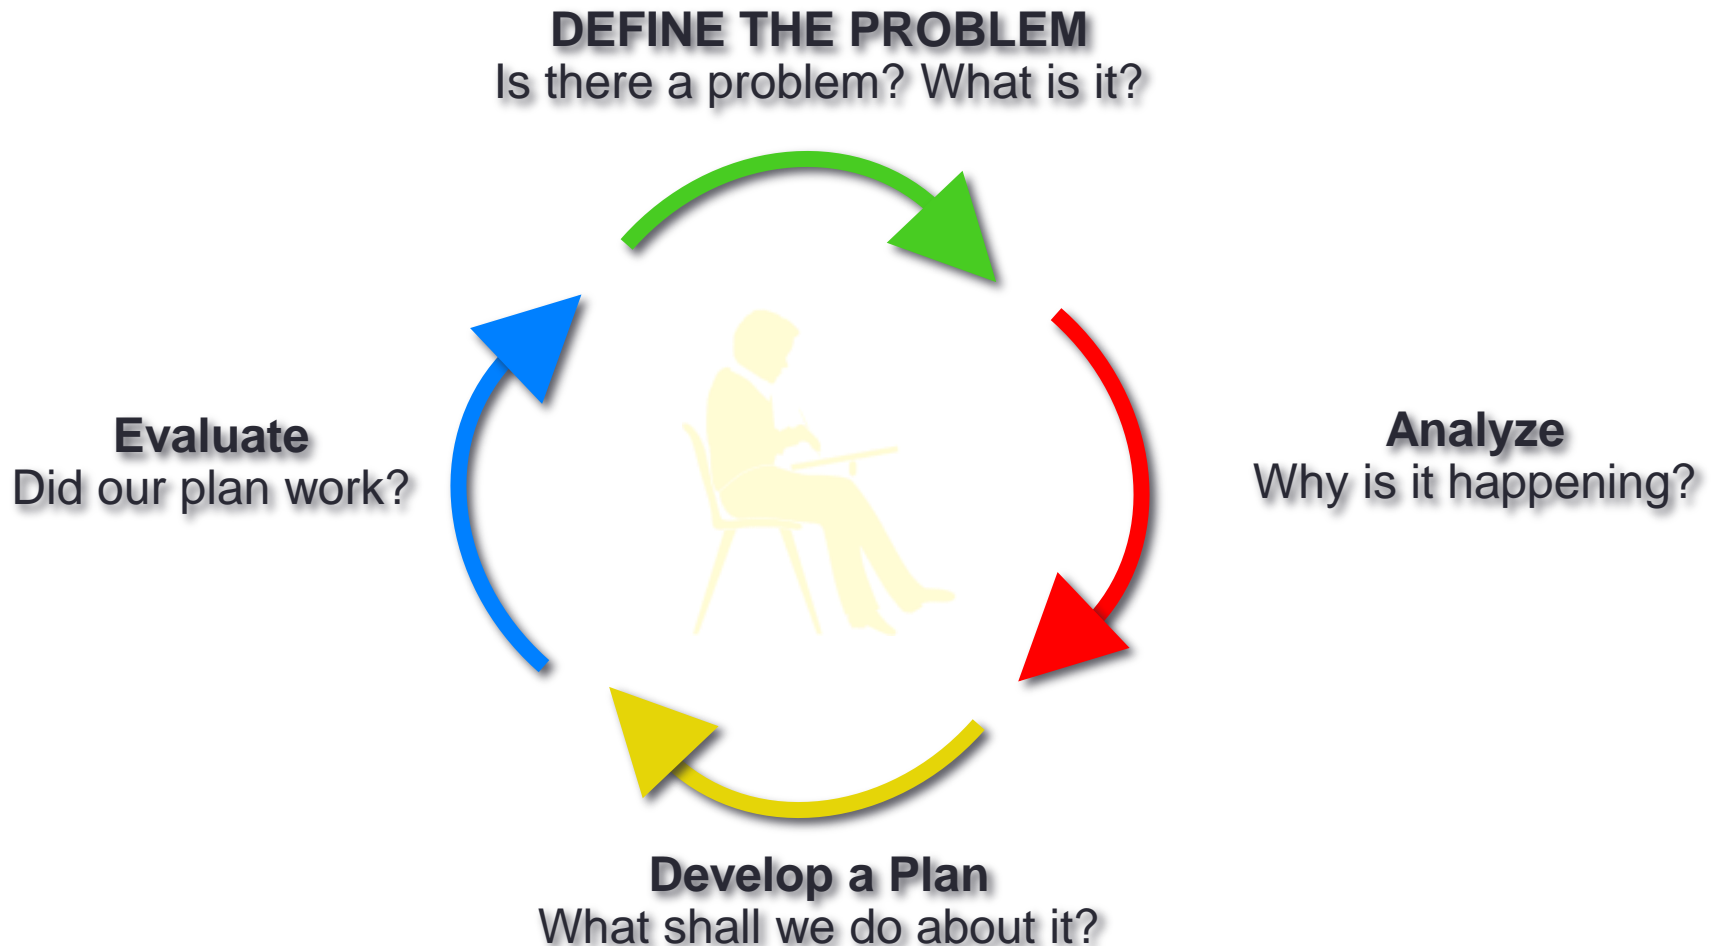 DEFINE THE PROBLEM
Is there a problem? What is it?
Evaluate
Did our plan work?
Analyze
Why is it happening?
Develop a Plan
What shall we do about it?